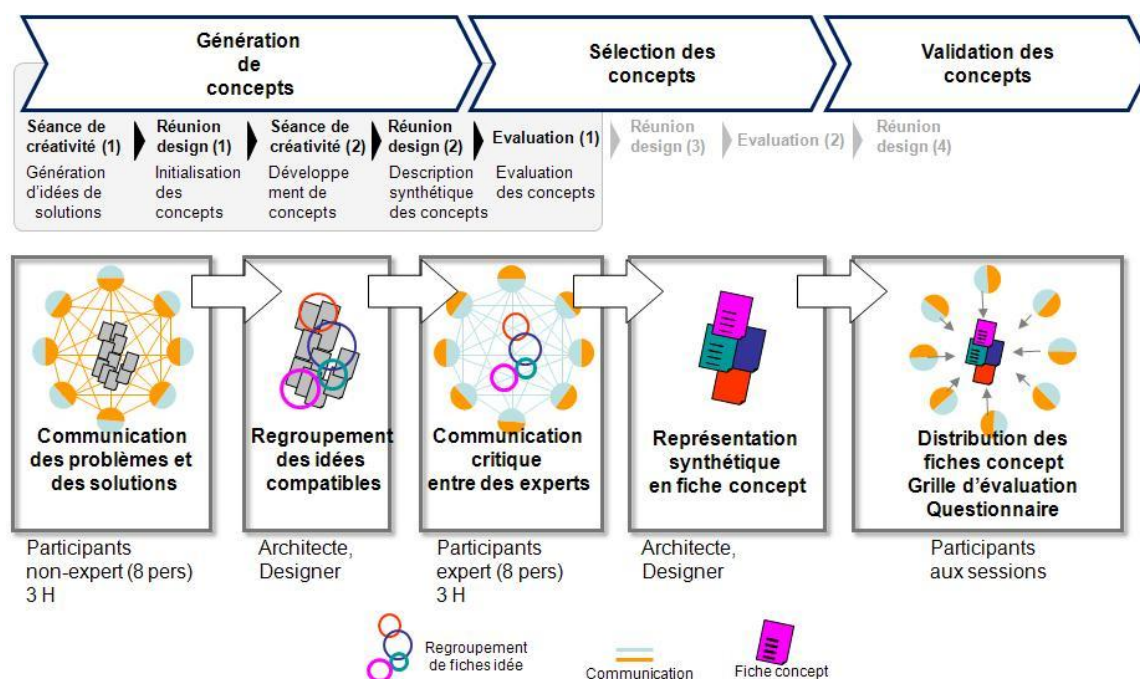 Génération
de
concepts
Sélection des
concepts
Validation des
concepts
Séance de
créativité (1)
Réunion
design (1)
Séance de
créativité (2)
Réunion
design (2)
Evaluation (1)
Réunion
design (3)
Evaluation (2)
Réunion
design (4)
Génération
d'idées de
solutions
Initialisation
des
concepts
Développe
ment de
concepts
Description
synthétique
des concepts
Evaluation
des concepts
Communication
des problèmes et
des solutions
Regroupement
des idées
compatibles
Communication
critique
entre des experts
Représentation
synthétique
en fiche concept
Distribution des
fiches concept
Grille d'évaluation
Questionnaire
Participants
non-expert (8 pers)
3 H
Architecte,
Designer
Participants
expert (8 pers)
3 H
Architecte,
Designer
Participants
aux sessions
Regroupement
de fiches idée
Communication
Fiche concept